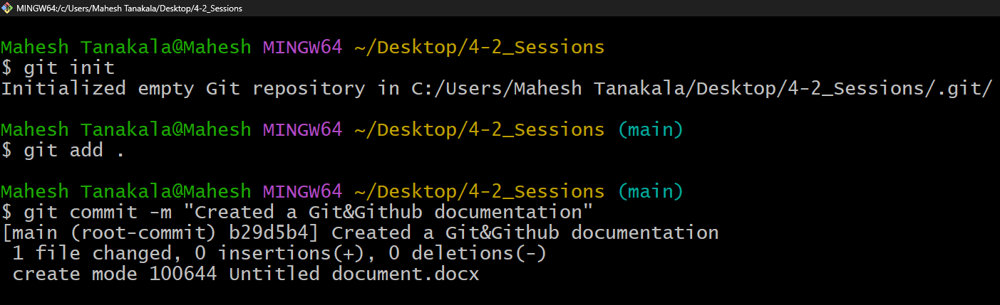 MINGW64:/c/Users/Mahesh Tanakala/Desktop/4-2_Sessions
Mahesh Tanakala@Mahesh MINGW64 ~/Desktop/4-2_Sessions
$ git init
Initialized empty Git repository in C:/Users/Mahesh Tanakala/Desktop/4-2_Sessions/.git/
Mahesh Tanakala@Mahesh MINGW64 ~/Desktop/4-2_Sessions (main)
$ git add .
Mahesh Tanakala@Mahesh MINGW64 ~/Desktop/4-2_Sessions (main)
$ git commit -m "Created a Git&Github documentation"
[main (root-commit) b29d5b4] Created a Git&Github documentation
 1 file changed, 0 insertions(+), 0 deletions(-)
 create mode 100644 Untitled document.docx